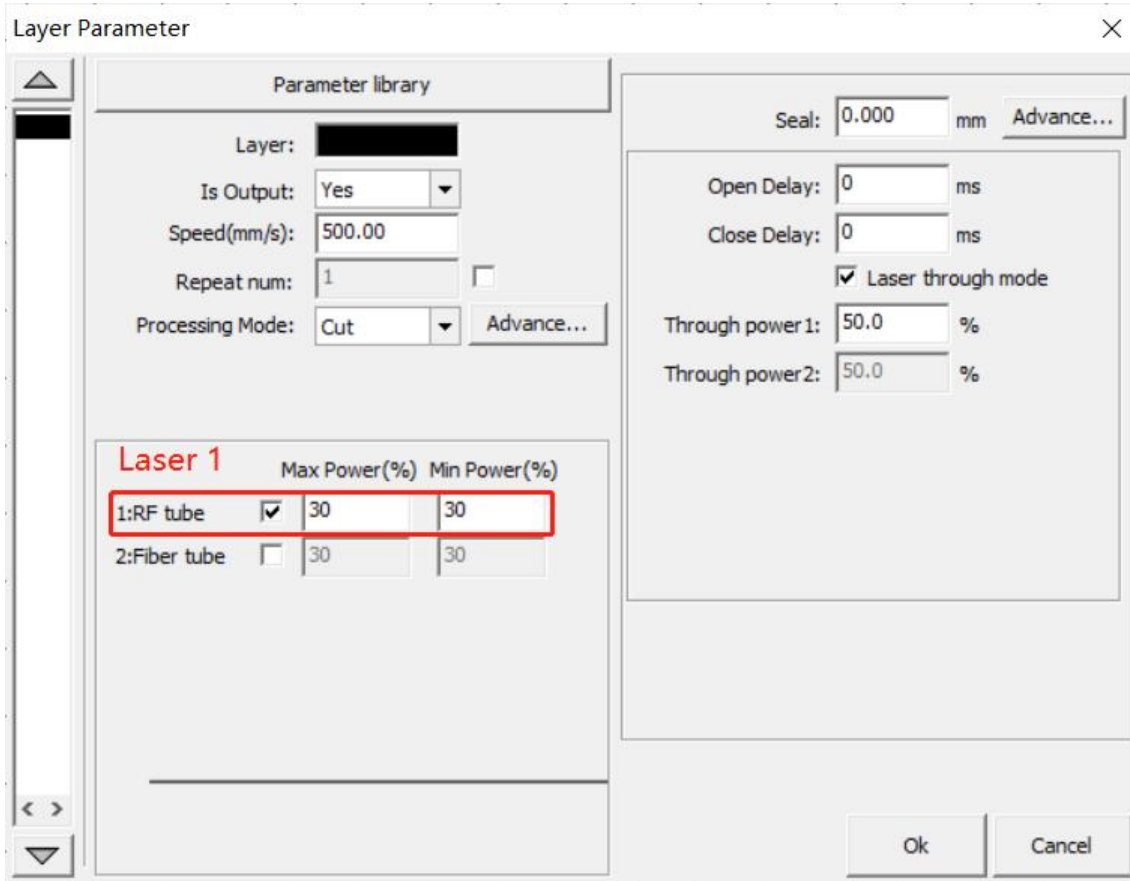 Layer Parameter
Parameter library
Layer:
Is Output: Yes
Speed(mm/s): 500.00
Repeat num: 1
Processing Mode: Cut Advance...
Laser 1
Max Power(%) Min Power(%)
1:RF tube 30 30
2:Fiber tube 30 30
Seal: 0.000 mm Advance...
Open Delay: 0 ms
Close Delay: 0 ms
Laser through mode
Through power1: 50.0 %
Through power2: 50.0 %
Ok Cancel